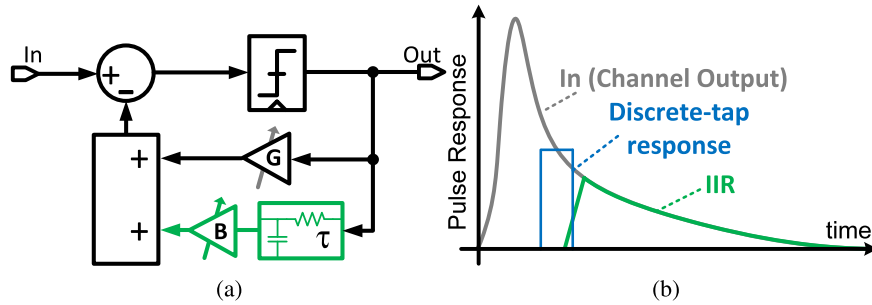 In
+
−
Out
+
G
+
B
τ
(a)
Pulse Response
In (Channel Output)
Discrete-tap
response
IIR
time
(b)